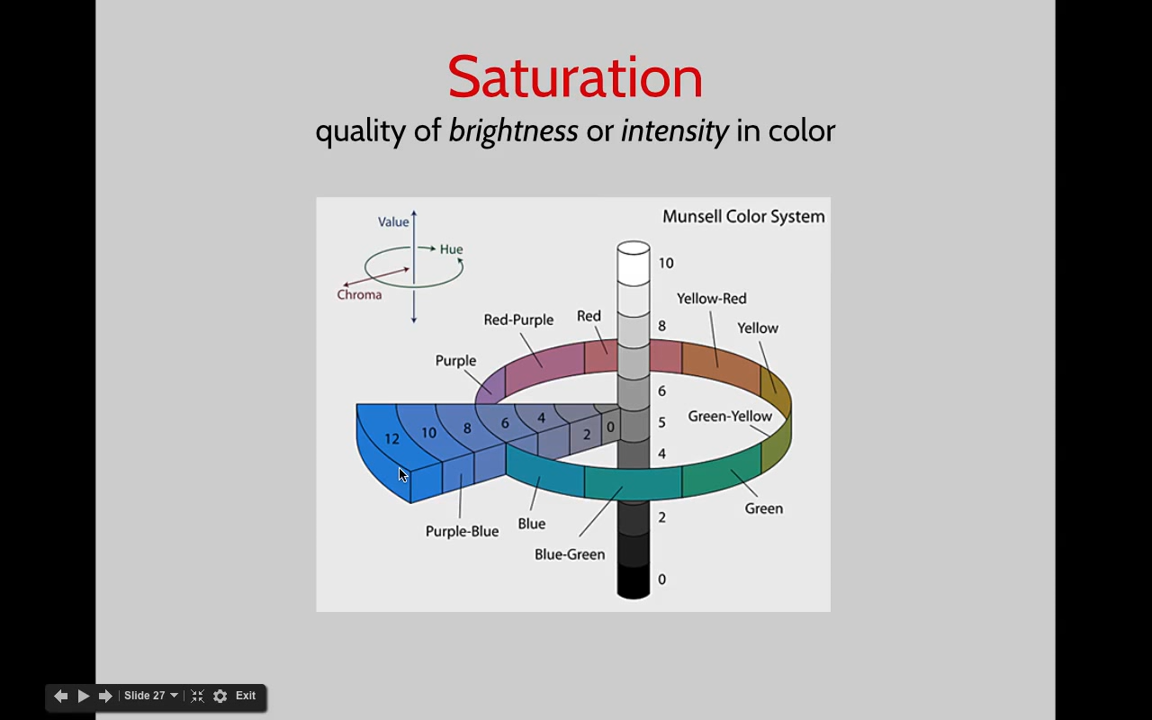 Saturation
quality of brightness or intensity in color
Munsell Color System
Value
Hue
Chroma
10
8
6
5
4
2
0
Yellow-Red
Red
Red-Purple
Yellow
Purple
Green-Yellow
12
10
8
6
4
2
0
Green
Purple-Blue
Blue
Blue-Green
Slide 27
Exit